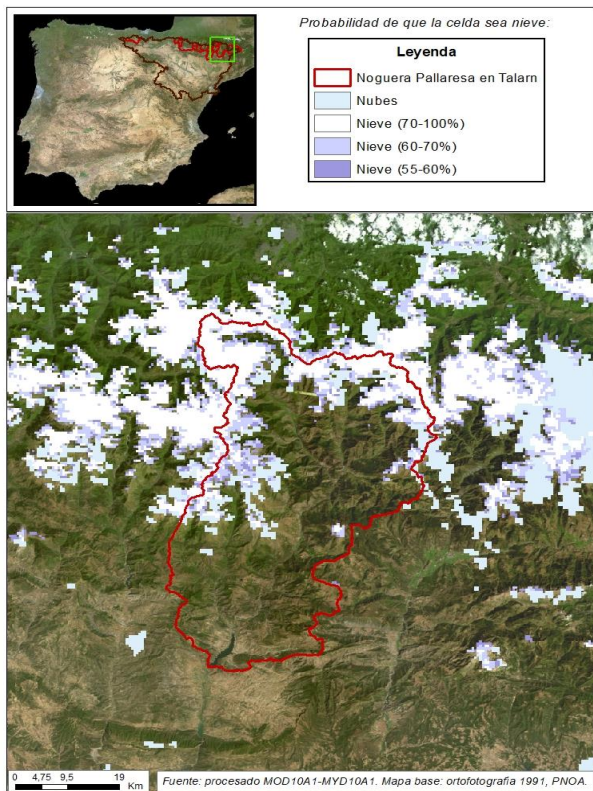 Probabilidad de que la celda sea nieve:
Leyenda
Noguera Pallaresa en Talarn
Nubes
Nieve (70-100%)
Nieve (60-70%)
Nieve (55-60%)
0 4,75 9,5 19
Km
Fuente: procesado MOD10A1-MYD10A1. Mapa base: ortofotografia 1991, PNOA.